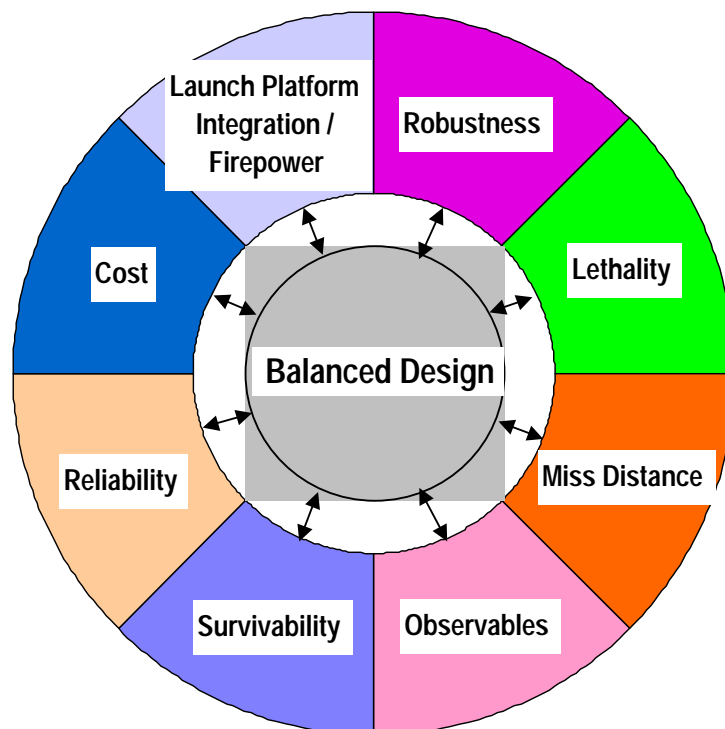 Launch Platform
Integration /
Firepower
Robustness
Cost
Lethality
Balanced Design
Reliability
Miss Distance
Survivability
Observables